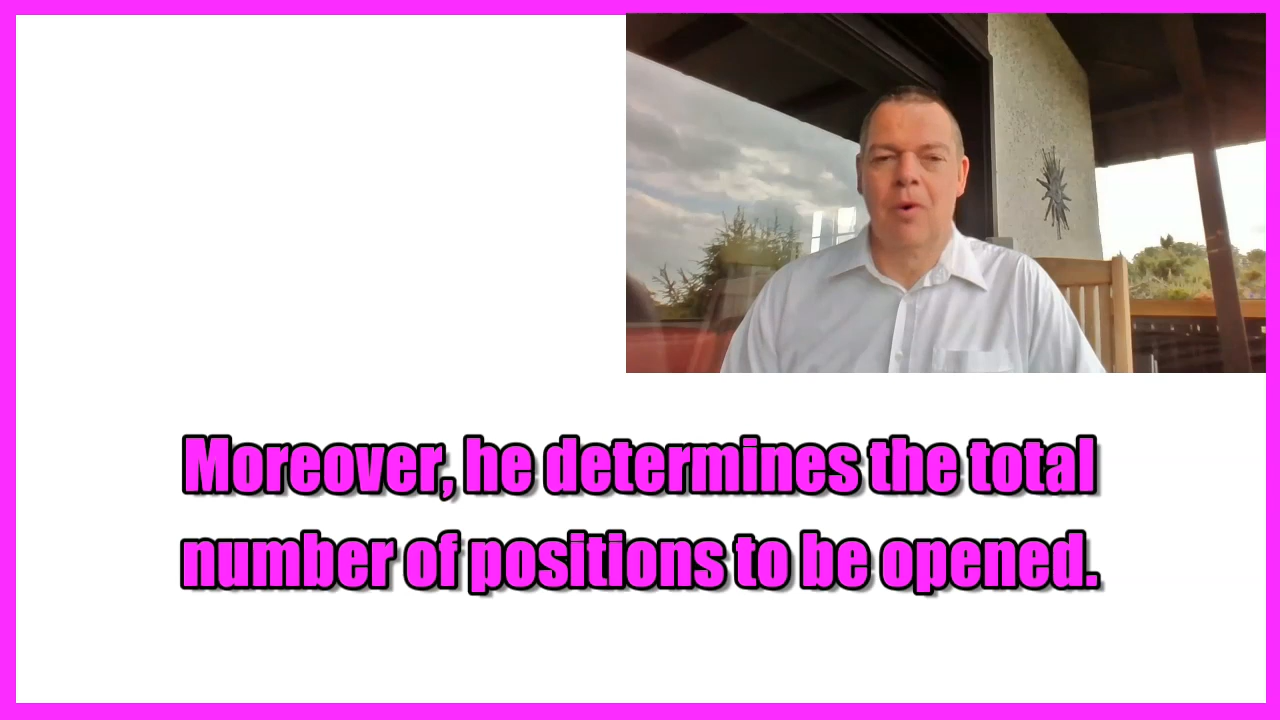 Moreover, he determines the total
number of positions to be opened.